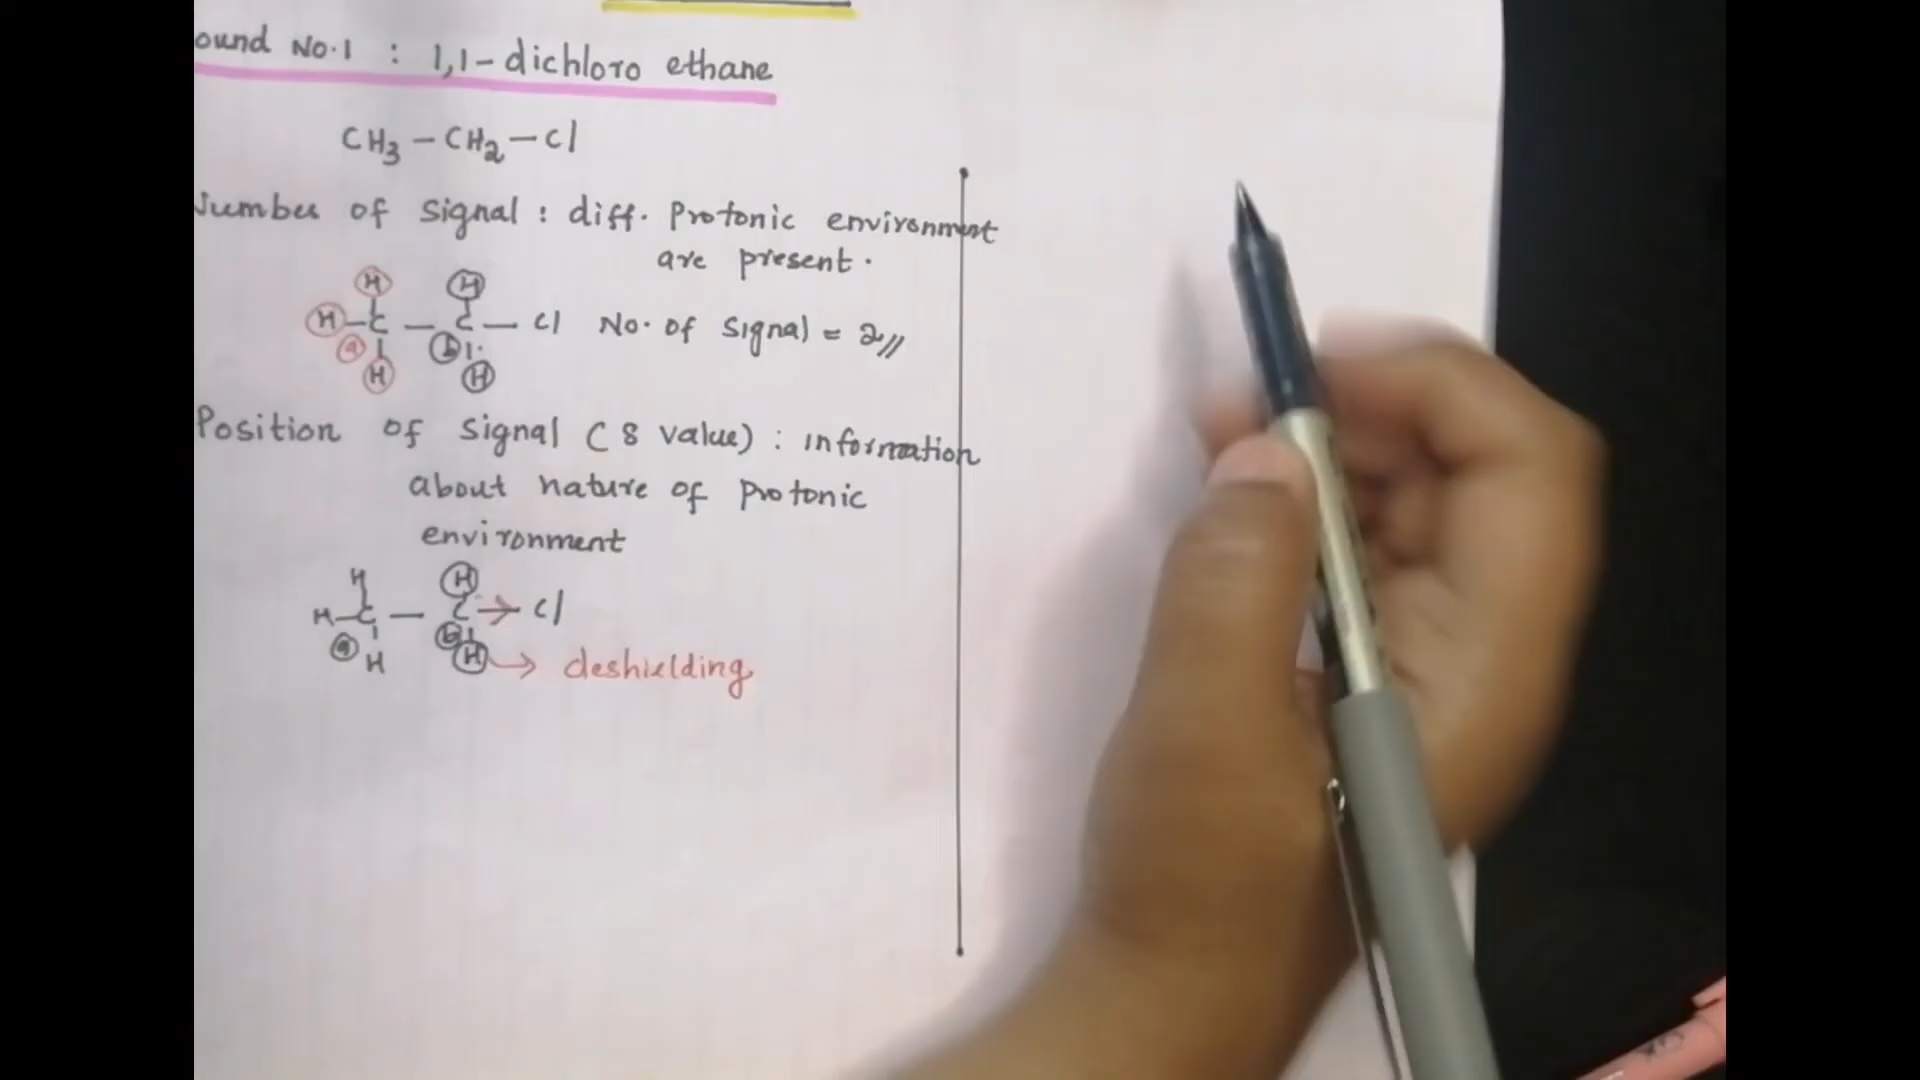 ound No.1 : 1,1-dichloro ethane
CH3 - CH2 - Cl
Number of signal : diff. Protonic environment
are present.
H
H
H - C - C - Cl No. of signal = 2//
a
b
H
H
Position of signal ( δ value) : information
about nature of protonic
environment
H
H
H - C - C → Cl
a
b
H
H → deshielding